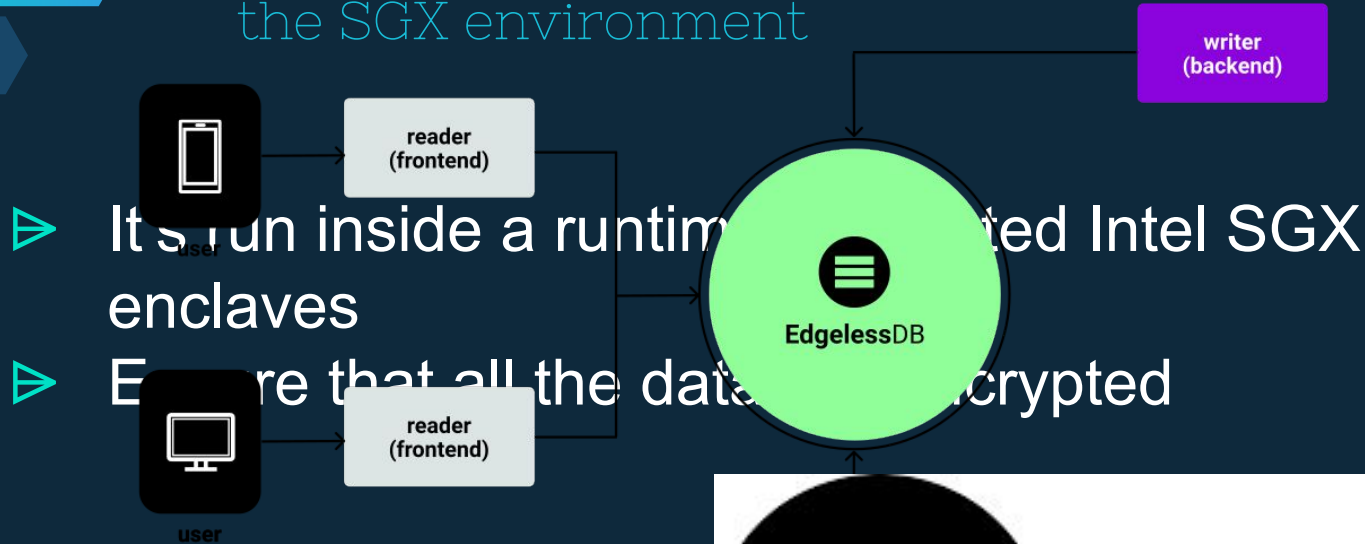 the SGX environment
writer
(backend)
reader
(frontend)
user
It's run inside a runtim ted Intel SGX
enclaves
EdgelessDB
E re that all the data crypted
reader
(frontend)
user